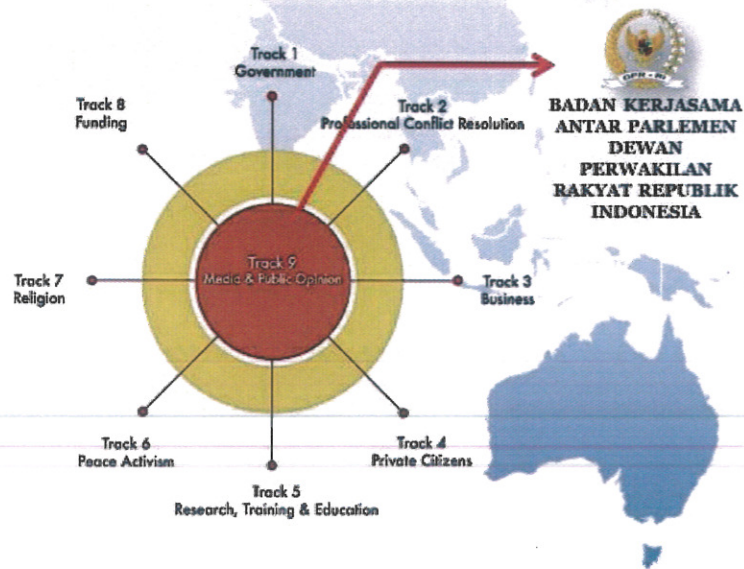 Track 1
Government
Track 8
Funding
Track 2
Professional Conflict Resolution
DPR - RI
BADAN KERJASAMA
ANTAR PARLEMEN
DEWAN
PERWAKILAN
RAKYAT REPUBLIK
INDONESIA
Track 9
Media & Public Opinion
Track 7
Religion
Track 3
Business
Track 6
Peace Activism
Track 4
Private Citizens
Track 5
Research, Training & Education